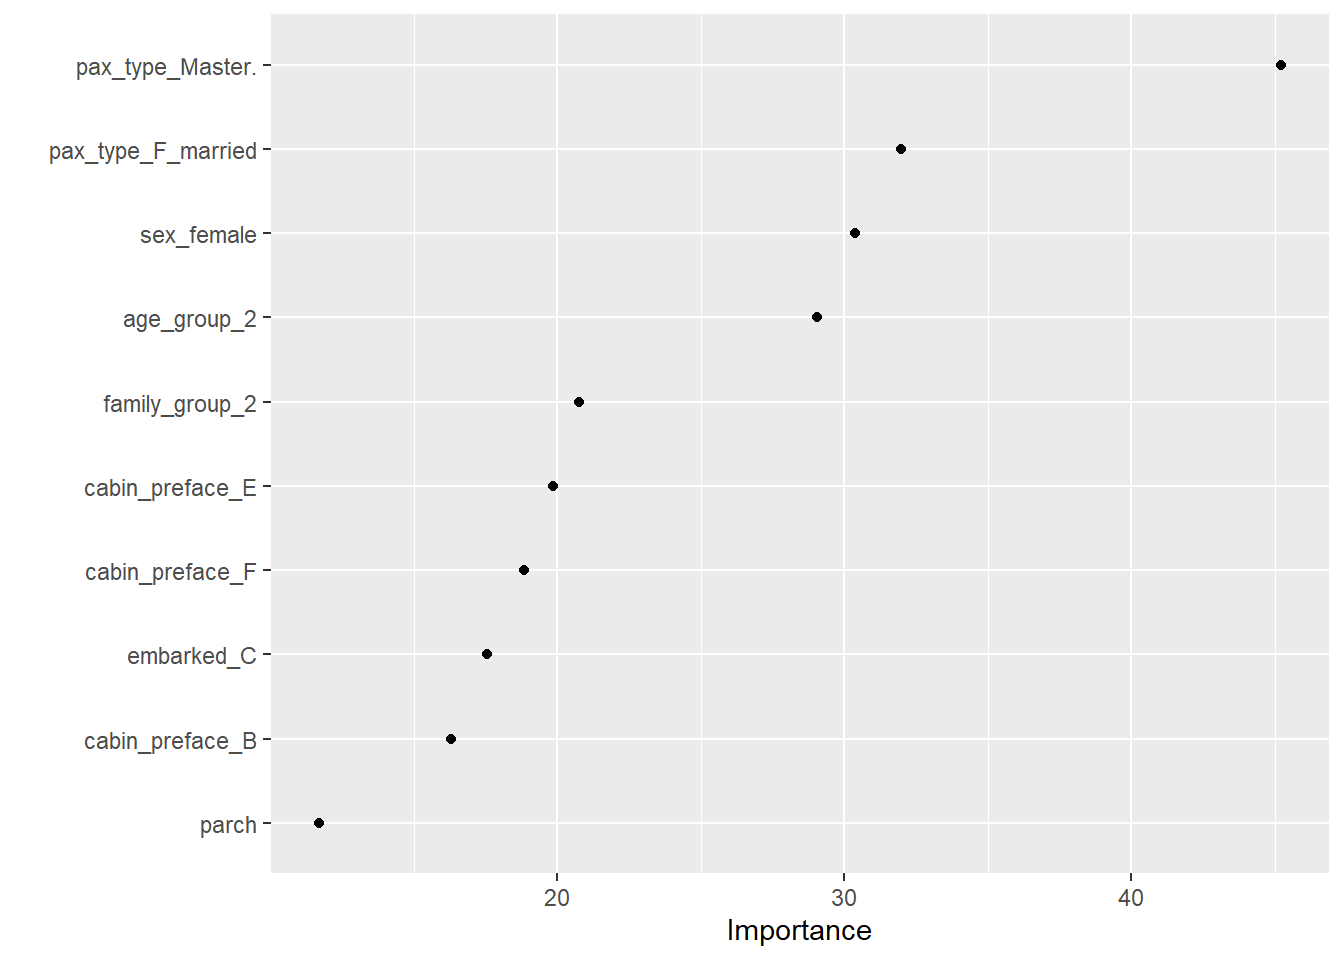 pax_type_Master.
pax_type_F_married
sex_female
age_group_2
family_group_2
cabin_preface_E
cabin_preface_F
embarked_C
cabin_preface_B
parch
20 30 40
Importance